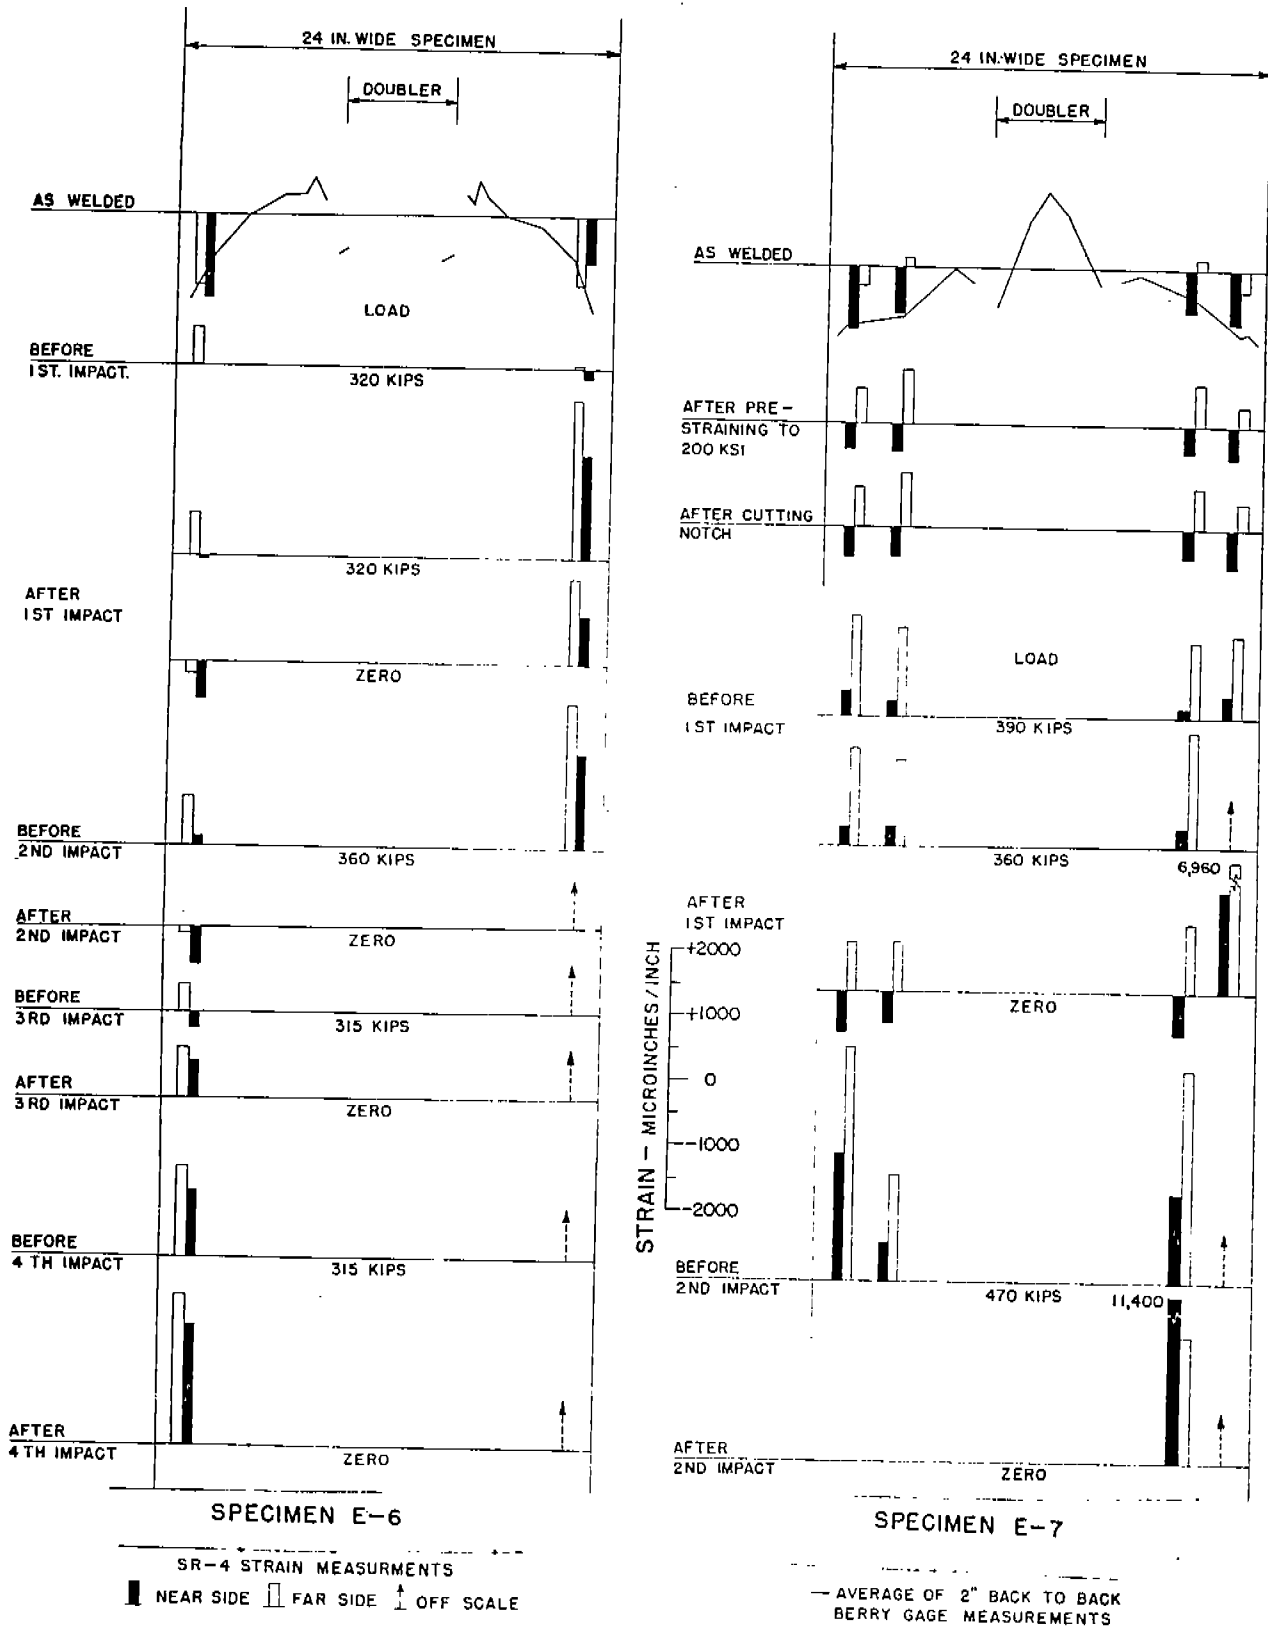 24 IN. WIDE SPECIMEN
DOUBLER
AS WELDED
LOAD
BEFORE
1ST. IMPACT.
320 KIPS
320 KIPS
AFTER
1ST IMPACT
ZERO
BEFORE
2ND IMPACT
360 KIPS
AFTER
2ND IMPACT
ZERO
BEFORE
3RD IMPACT
315 KIPS
AFTER
3RD IMPACT
ZERO
BEFORE
4 TH IMPACT
315 KIPS
AFTER
4 TH IMPACT
ZERO
SPECIMEN E-6
SR-4 STRAIN MEASURMENTS
NEAR SIDE FAR SIDE OFF SCALE
24 IN. WIDE SPECIMEN
DOUBLER
AS WELDED
AFTER PRE-
STRAINING TO
200 KSI
AFTER CUTTING
NOTCH
LOAD
BEFORE
1ST IMPACT
390 KIPS
360 KIPS
6,960
AFTER
1ST IMPACT
ZERO
STRAIN - MICROINCHES/INCH
+2000
+1000
0
-1000
-2000
BEFORE
2ND IMPACT
470 KIPS
11,400
AFTER
2ND IMPACT
ZERO
SPECIMEN E-7
— AVERAGE OF 2" BACK TO BACK
BERRY GAGE MEASUREMENTS